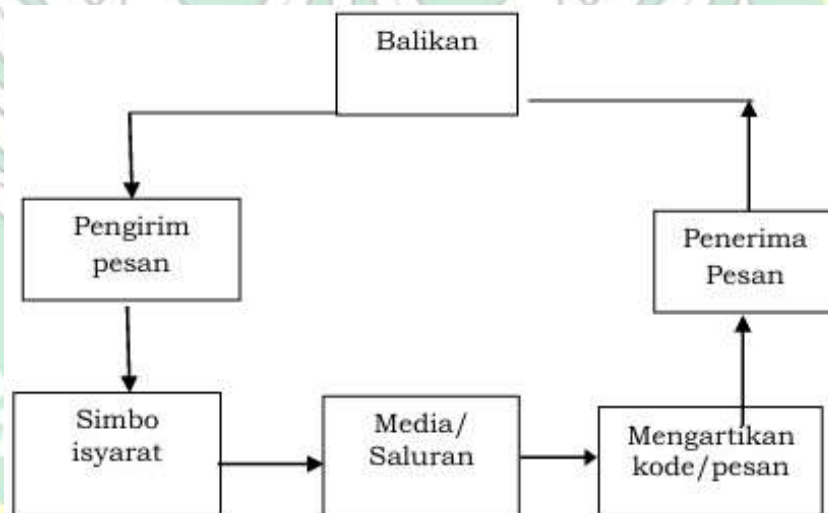 Balikan
Pengirim
pesan
Penerima
Pesan
Simbo
isyarat
Media/
Saluran
Mengartikan
kode/pesan